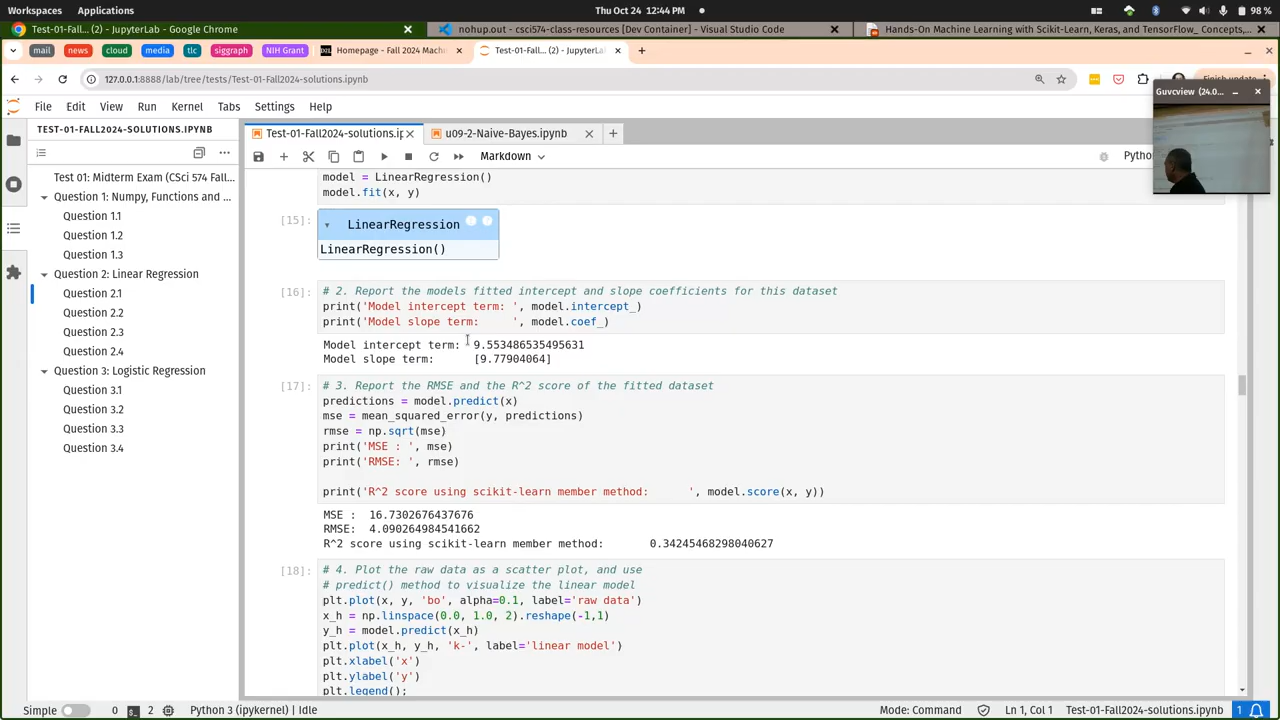 Workspaces Applications Thu Oct 24 12:44 PM 98 %
Test-01-Fall2024... (2) - JupyterLab - Google Chrome
nohup.out - csci574-class-resources [Dev Container] - Visual Studio Code
Hands-On Machine Learning with Scikit-Learn, Keras, and TensorFlow_ Concepts,...
mail news cloud media tlc siggraph NIH Grant Homepage - Fall 2024 Mach Test-01-Fall... (2) - JupyterL
127.0.0.1:8888/lab/tree/tests/Test-01-Fall2024-solutions.ipynb Finish update
Guvcview (24.0...
File Edit View Run Kernel Tabs Settings Help
TEST-01-FALL2024-SOLUTIONS.IPYNB
Test-01-FALL2024-solutions.ip
u09-2-Naive-Bayes.ipynb
Markdown
Pytho
Test 01: Midterm Exam (CSci 574 Fall...
Question 1: Numpy, Functions and ...
Question 1.1
Question 1.2
Question 1.3
Question 2: Linear Regression
Question 2.1
Question 2.2
Question 2.3
Question 2.4
Question 3: Logistic Regression
Question 3.1
Question 3.2
Question 3.3
Question 3.4
model = LinearRegression()
model.fit(x, y)
[15]:
LinearRegression
LinearRegression()
[16]: # 2. Report the models fitted intercept and slope coefficients for this dataset
print('Model intercept term: ', model.intercept_)
print('Model slope term:     ', model.coef_)
Model intercept term:  9.553486535495631
Model slope term:      [9.77904064]
[17]: # 3. Report the RMSE and the R^2 score of the fitted dataset
predictions = model.predict(x)
mse = mean_squared_error(y, predictions)
rmse = np.sqrt(mse)
print('MSE : ', mse)
print('RMSE: ', rmse)
print('R^2 score using scikit-learn member method:      ', model.score(x, y))
MSE :  16.7302676437676
RMSE:  4.090264984541662
R^2 score using scikit-learn member method:       0.34245468298040627
[18]: # 4. Plot the raw data as a scatter plot, and use
# predict() method to visualize the linear model
plt.plot(x, y, 'bo', alpha=0.1, label='raw data')
x_h = np.linspace(0.0, 1.0, 2).reshape(-1,1)
y_h = model.predict(x_h)
plt.plot(x_h, y_h, 'k-', label='linear model')
plt.xlabel('x')
plt.ylabel('y')
plt.legend();
Simple 0 2 Python 3 (ipykernel) | Idle Mode: Command Ln 1, Col 1 Test-01-Fall2024-solutions.ipynb 1